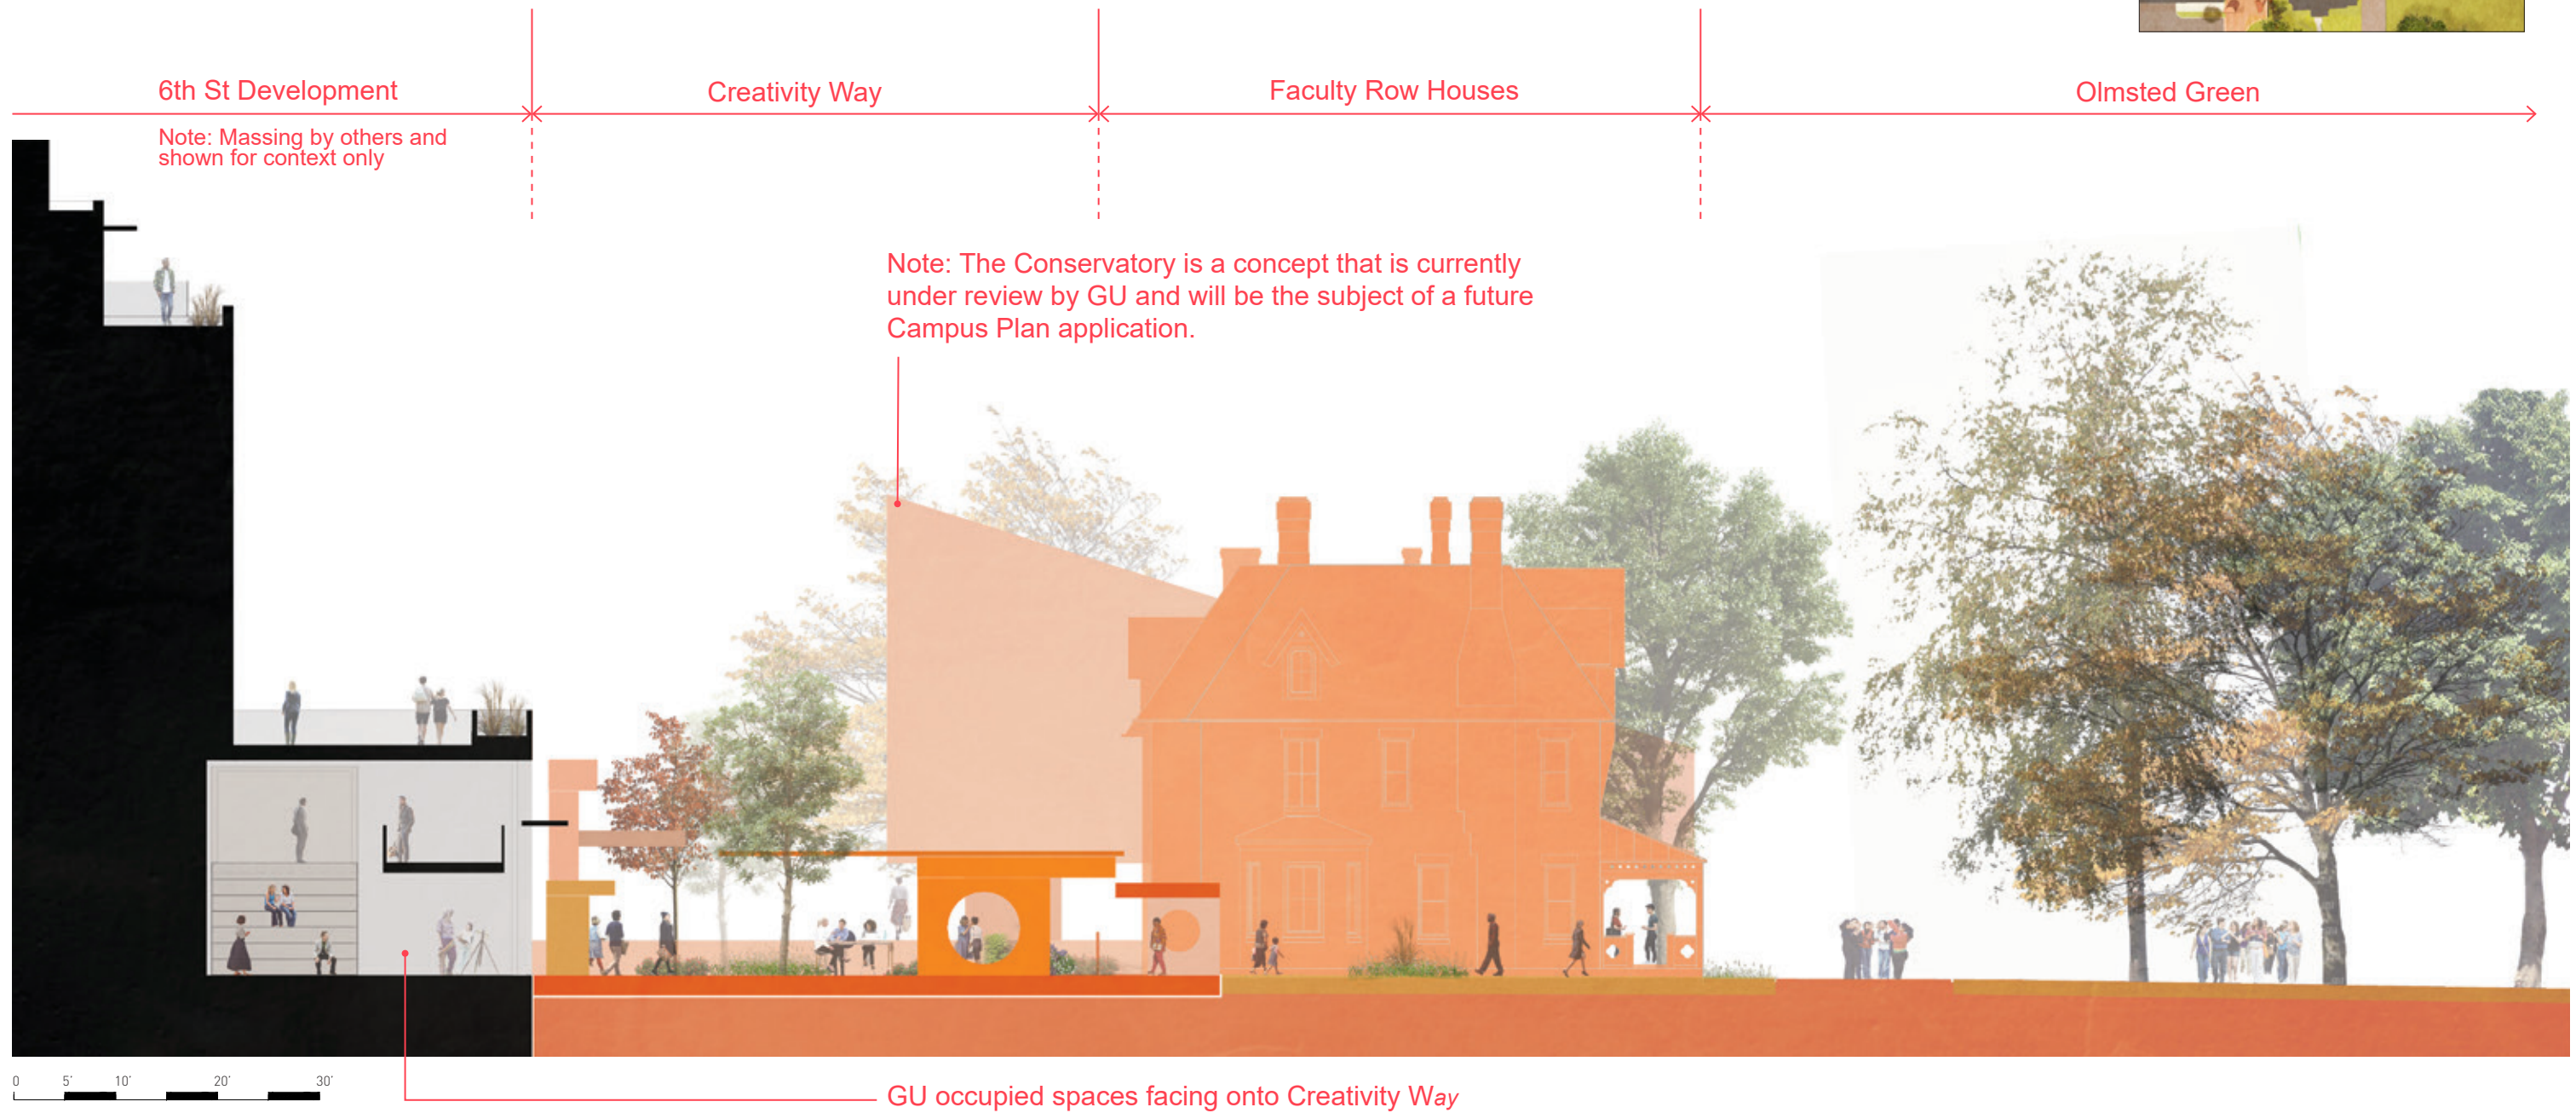 6th St Development
Creativity Way
Faculty Row Houses
Olmsted Green
Note: Massing by others and
shown for context only
Note: The Conservatory is a concept that is currently
under review by GU and will be the subject of a future
Campus Plan application.
0 5' 10' 20' 30'
GU occupied spaces facing onto Creativity Way